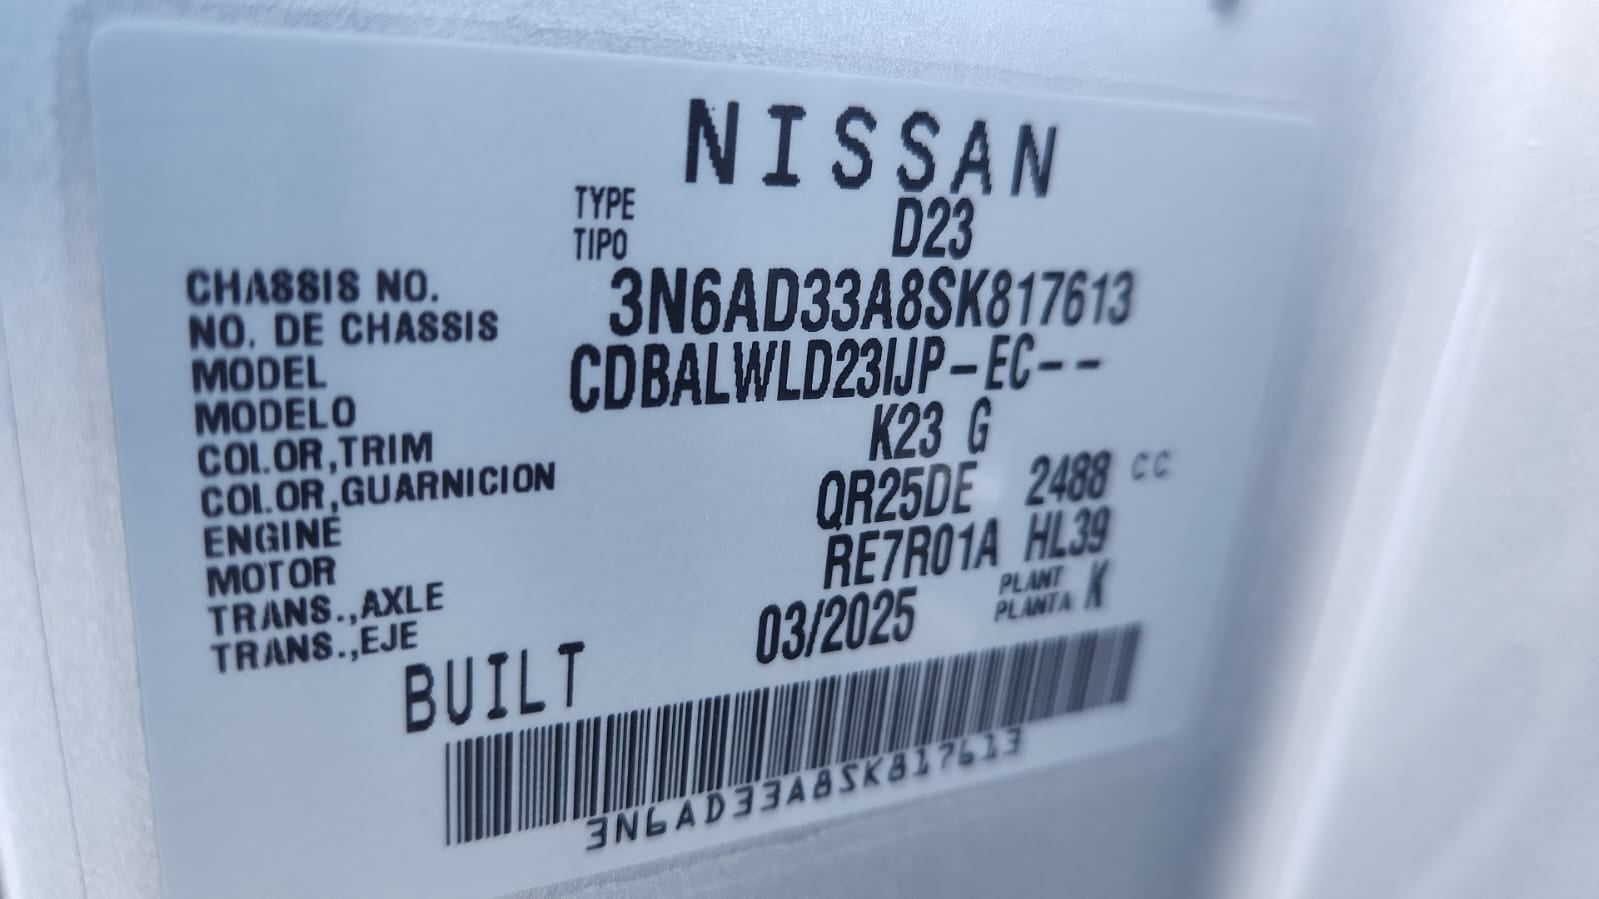 NISSAN
TYPE
TIPO D23
CHASSIS NO.
NO. DE CHASSIS 3N6AD33A8SK817613
MODEL
MODELO CDBALWLD23IJP-EC--
COLOR,TRIM
COLOR,GUARNICION K23 G
ENGINE
MOTOR QR25DE 2488 CC
TRANS.,AXLE
TRANS.,EJE RE7R01A HL39
BUILT 03/2025 PLANT
PLANTA K
3N6AD33A8SK817613